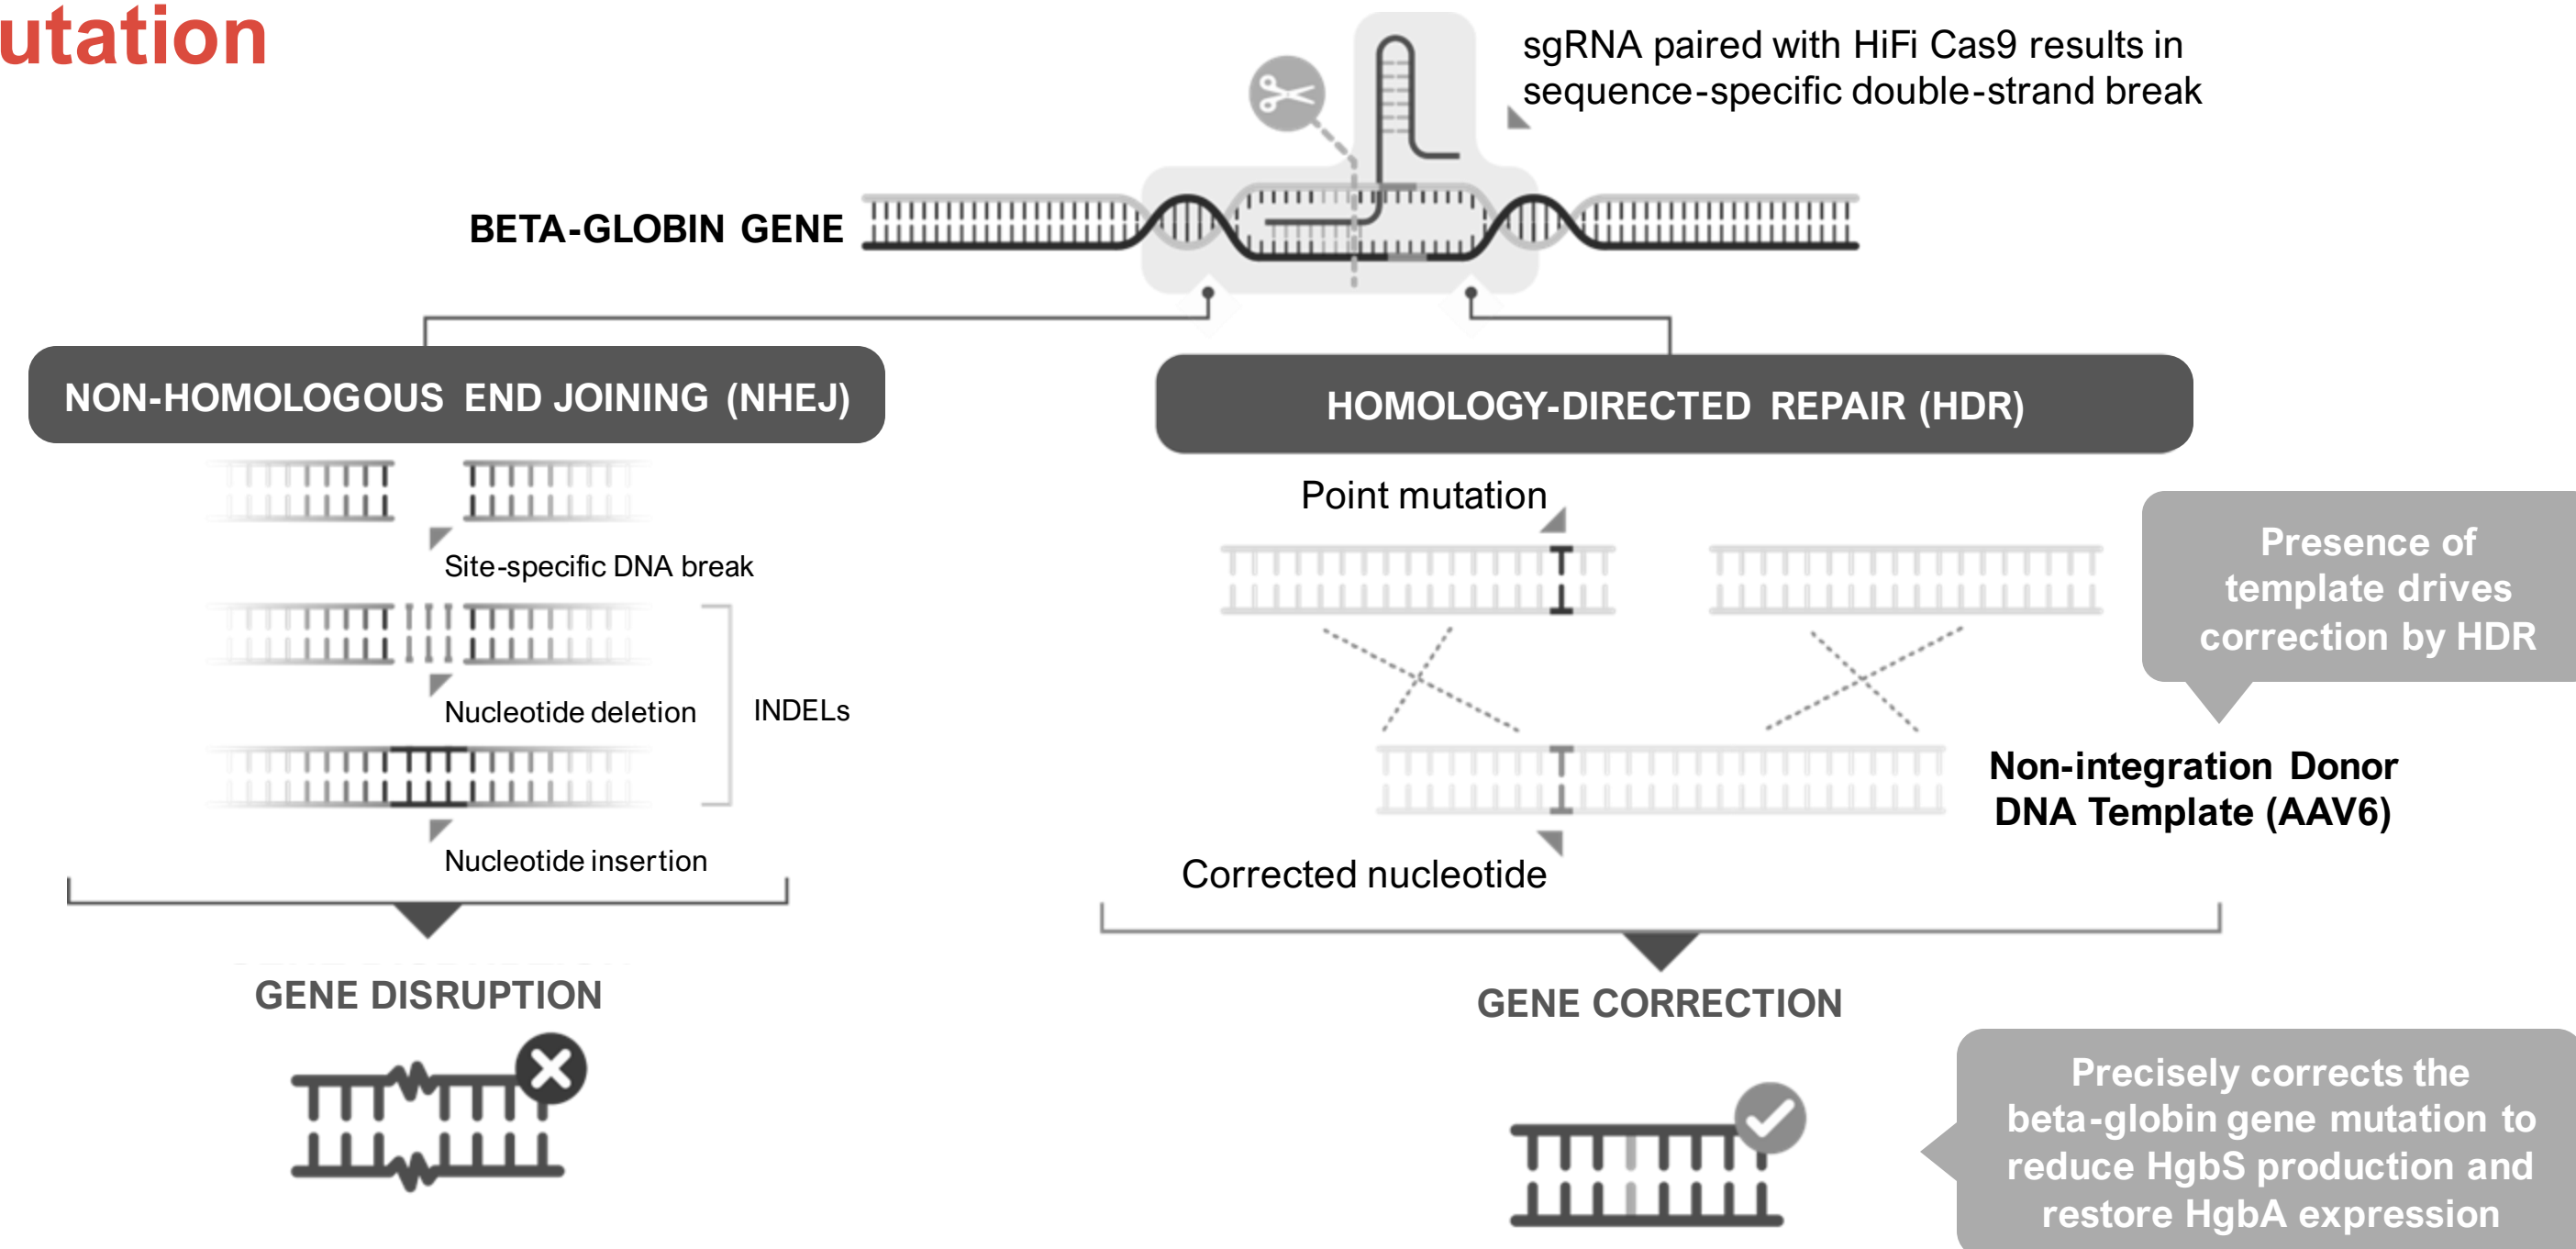 utation
sgRNA paired with HiFi Cas9 results in
sequence-specific double-strand break
BETA-GLOBIN GENE
NON-HOMOLOGOUS END JOINING (NHEJ)
Site-specific DNA break
Nucleotide deletion
INDELs
Nucleotide insertion
GENE DISRUPTION
HOMOLOGY-DIRECTED REPAIR (HDR)
Point mutation
Presence of
template drives
correction by HDR
Non-integration Donor
DNA Template (AAV6)
Corrected nucleotide
GENE CORRECTION
Precisely corrects the
beta-globin gene mutation to
reduce HgbS production and
restore HgbA expression